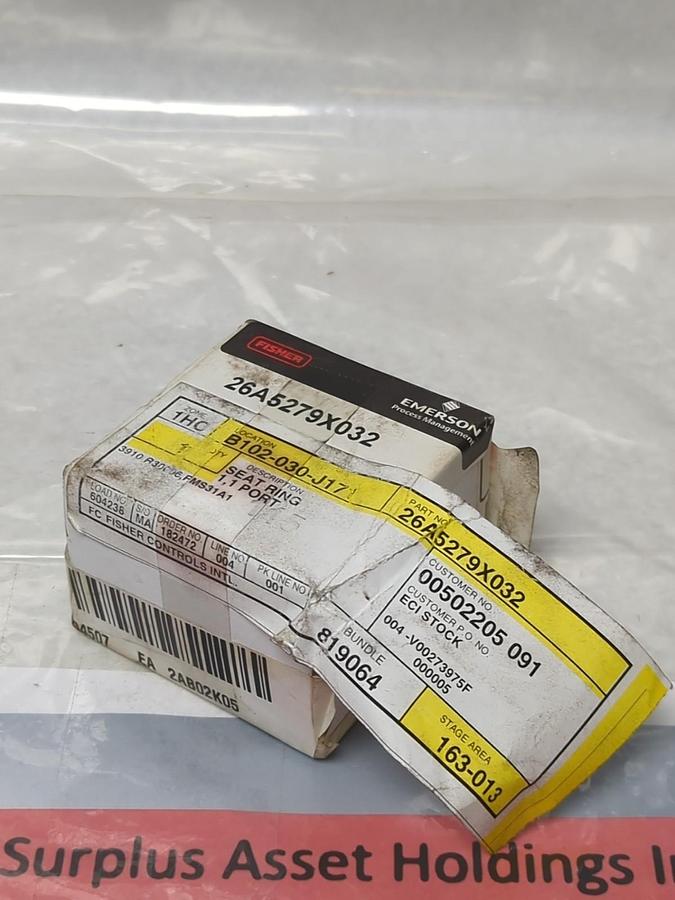 FISHER
EMERSON
Process Management
26A5279X032
ZONE
1HC
LOCATION
B102-030-J171
QTY
DESCRIPTION
SEAT RING
1.1 PORT
LOAD NO
604236
SIG
MA
ORDER NO
182472
LINE NO
004
PK LINE NO
001
FC FISHER CONTROLS INTL.
PART NO.
26A5279X032
CUSTOMER NO.
00502205 091
CUSTOMER P.O. NO.
ECI STOCK
004 -V00273975F
000005
BUNDLE
819064
STAGE AREA
163-013
EA 2AB02K05
Surplus Asset Holdings